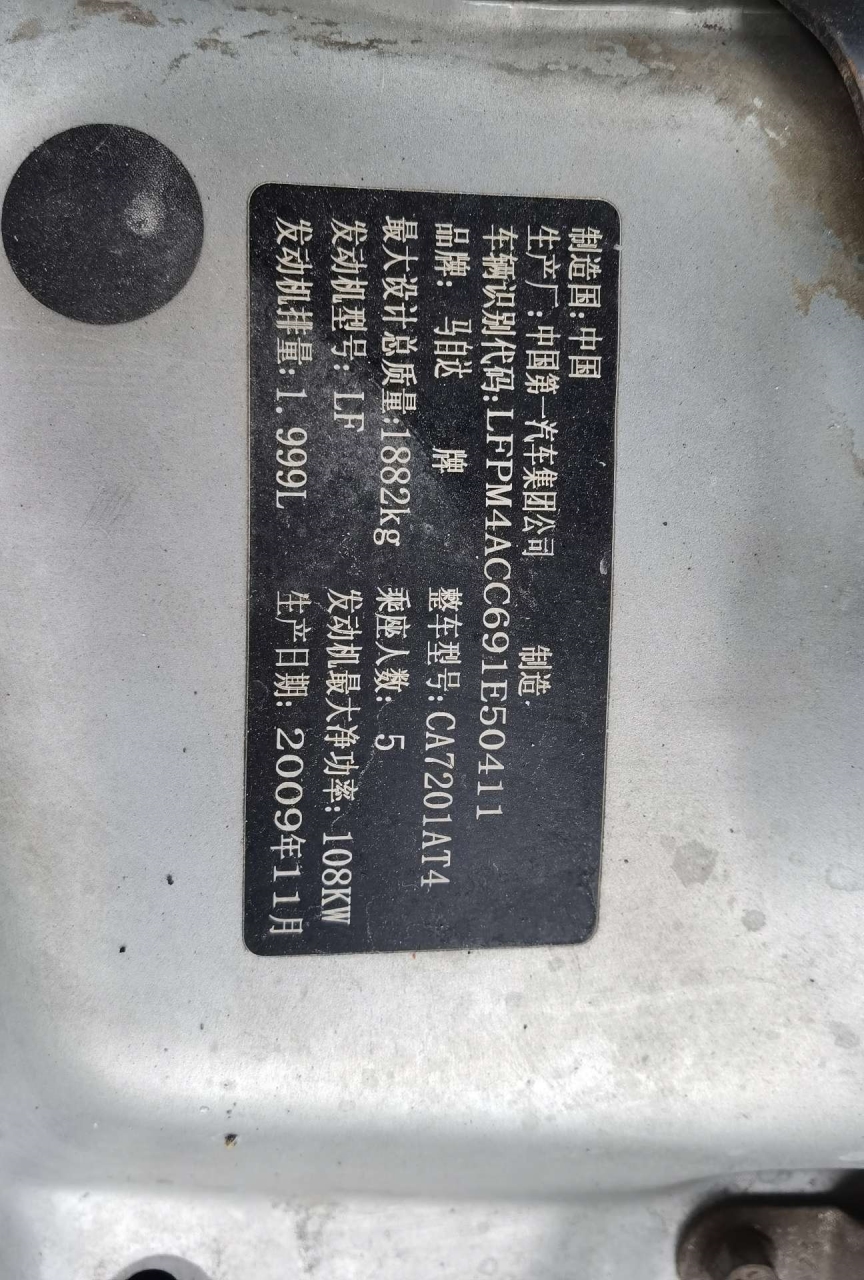 制造国:中国
生产厂:中国第一汽车集团公司 制造
车辆识别代码:LFPM4ACC691E50411
品牌: 马自达 牌 整车型号:CA7201AT4
最大设计总质量:1882kg 乘座人数: 5
发动机型号: LF 发动机最大净功率: 108KW
发动机排量:1.999L 生产日期: 2009年11月